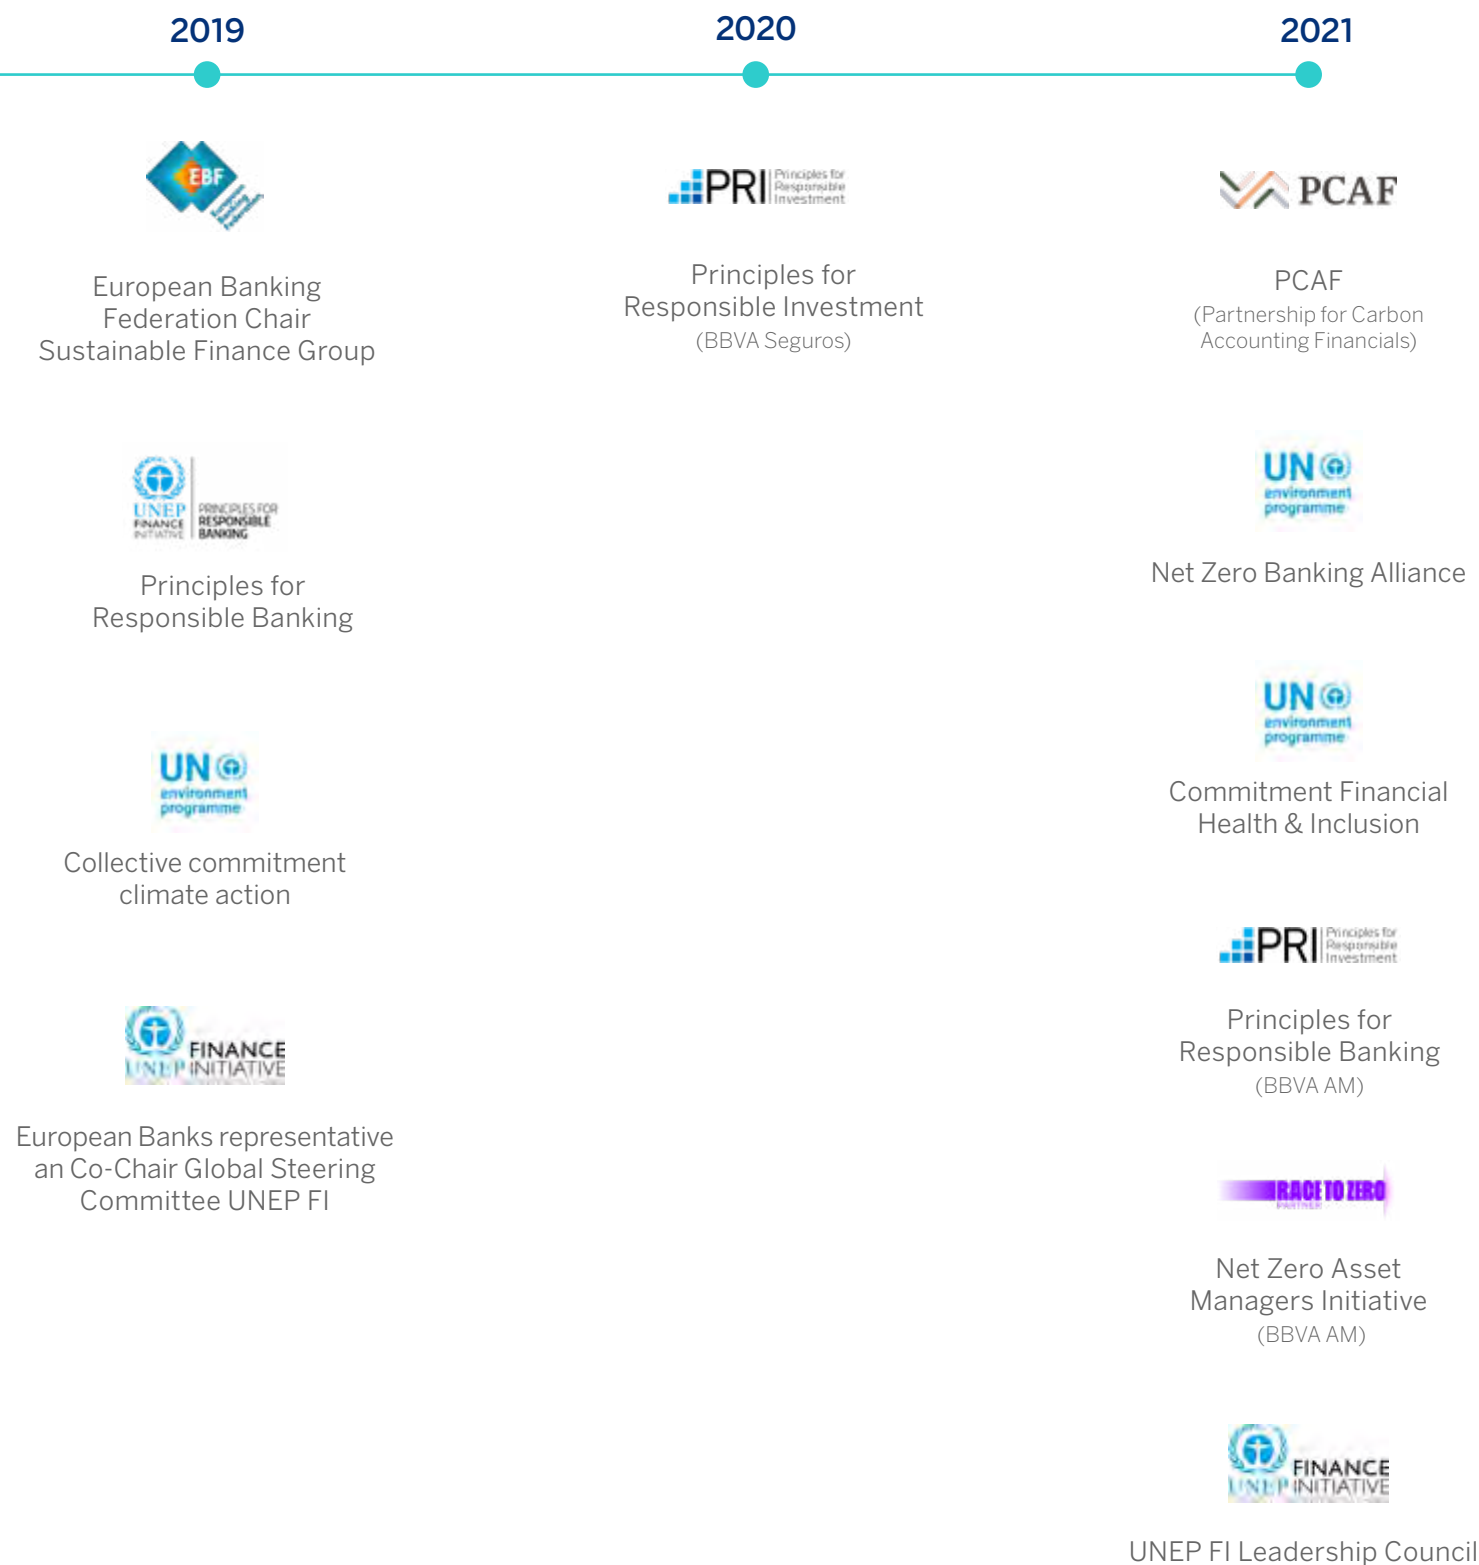 2019
2020
2021
EBF
European
Banking
Federation
European Banking
Federation Chair
Sustainable Finance Group
UNEP
FINANCE
INITIATIVE
PRINCIPLES FOR
RESPONSIBLE
BANKING
Principles for
Responsible Banking
UN
environment
programme
Collective commitment
climate action
FINANCE
UNEP INITIATIVE
European Banks representative
an Co-Chair Global Steering
Committee UNEP FI
PRI
Principles for
Responsible
Investment
Principles for
Responsible Investment
(BBVA Seguros)
PCAF
PCAF
(Partnership for Carbon
Accounting Financials)
UN
environment
programme
Net Zero Banking Alliance
UN
environment
programme
Commitment Financial
Health & Inclusion
PRI
Principles for
Responsible
Investment
Principles for
Responsible Banking
(BBVA AM)
RACE TO ZERO
PARTNER
Net Zero Asset
Managers Initiative
(BBVA AM)
FINANCE
UNEP INITIATIVE
UNEP FI Leadership Council